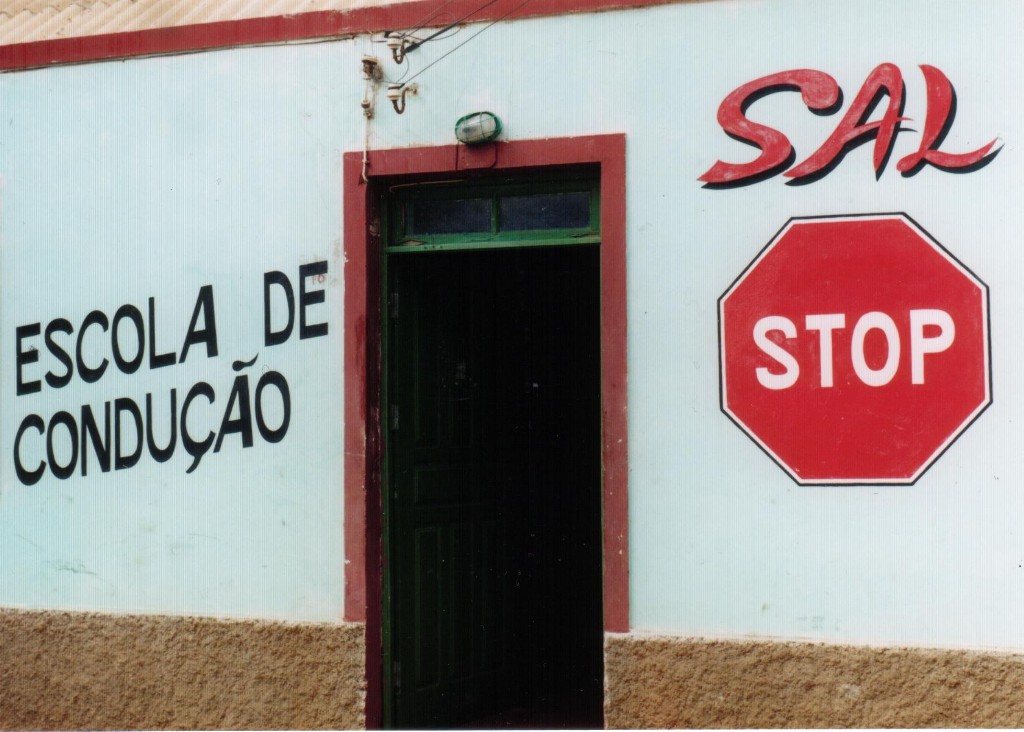 ESCOLA DE
CONDUÇÃO
SAL
STOP